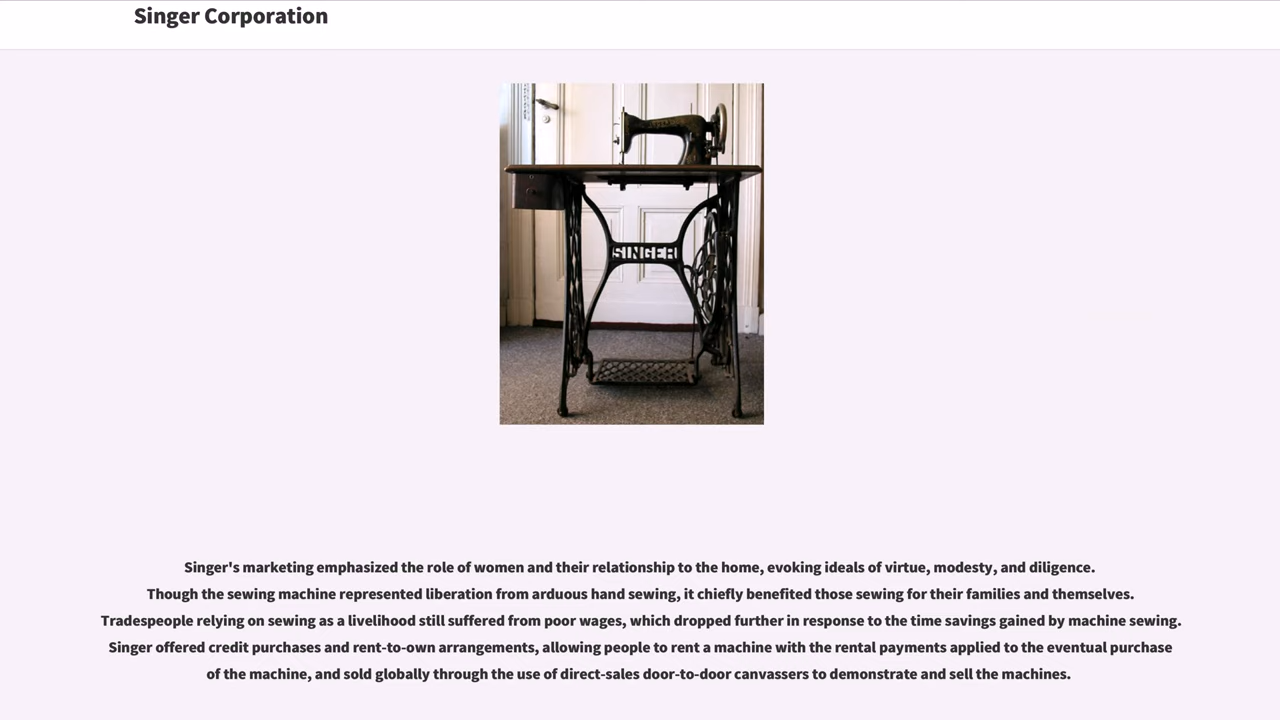 Singer Corporation
SINGER
Singer's marketing emphasized the role of women and their relationship to the home, evoking ideals of virtue, modesty, and diligence.
Though the sewing machine represented liberation from arduous hand sewing, it chiefly benefited those sewing for their families and themselves.
Tradespeople relying on sewing as a livelihood still suffered from poor wages, which dropped further in response to the time savings gained by machine sewing.
Singer offered credit purchases and rent-to-own arrangements, allowing people to rent a machine with the rental payments applied to the eventual purchase
of the machine, and sold globally through the use of direct-sales door-to-door canvassers to demonstrate and sell the machines.